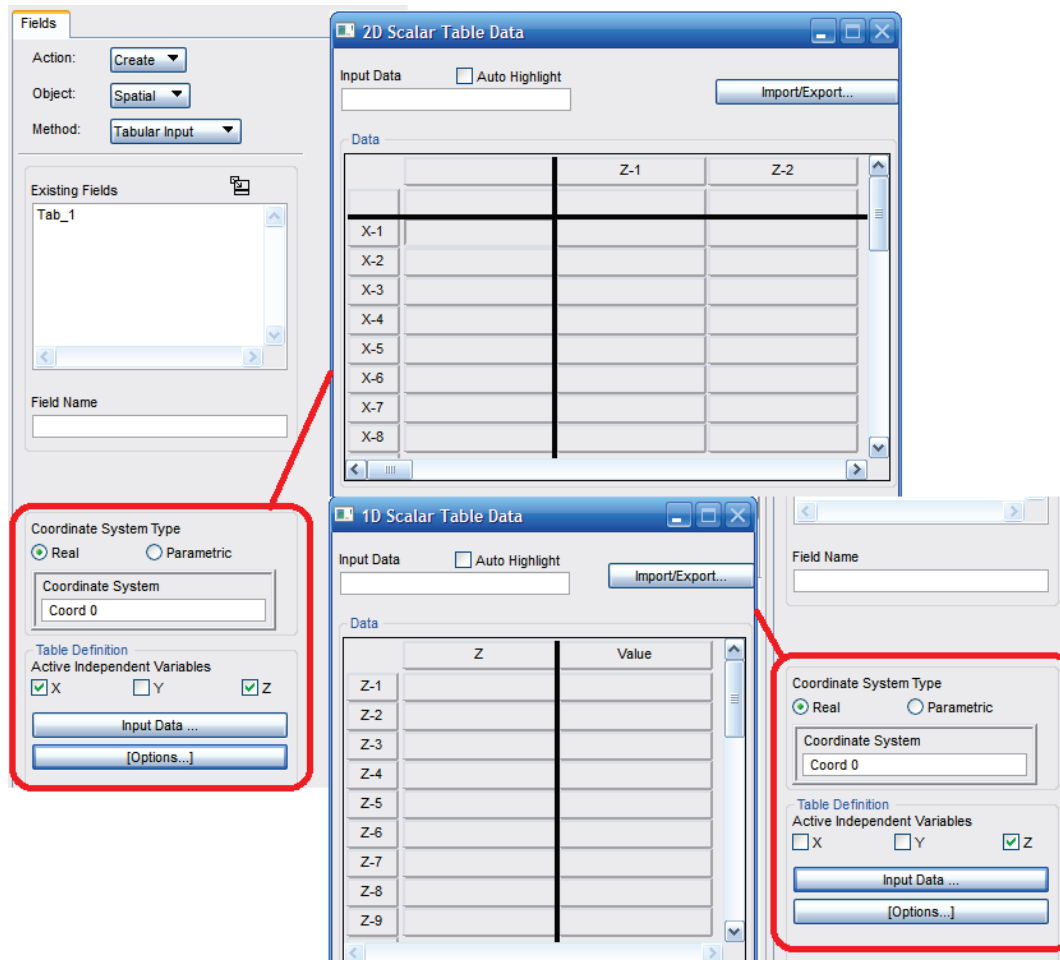 Fields
Action: Create
Object: Spatial
Method: Tabular Input
Existing Fields
Tab_1
Field Name
Coordinate System Type
Real Parametric
Coordinate System
Coord 0
Table Definition
Active Independent Variables
X Y Z
Input Data ...
[Options...]
2D Scalar Table Data
Input Data Auto Highlight
Import/Export...
Data
Z-1 Z-2
X-1
X-2
X-3
X-4
X-5
X-6
X-7
X-8
1D Scalar Table Data
Input Data Auto Highlight
Import/Export...
Data
Z Value
Z-1
Z-2
Z-3
Z-4
Z-5
Z-6
Z-7
Z-8
Z-9
Field Name
Coordinate System Type
Real Parametric
Coordinate System
Coord 0
Table Definition
Active Independent Variables
X Y Z
Input Data ...
[Options...]